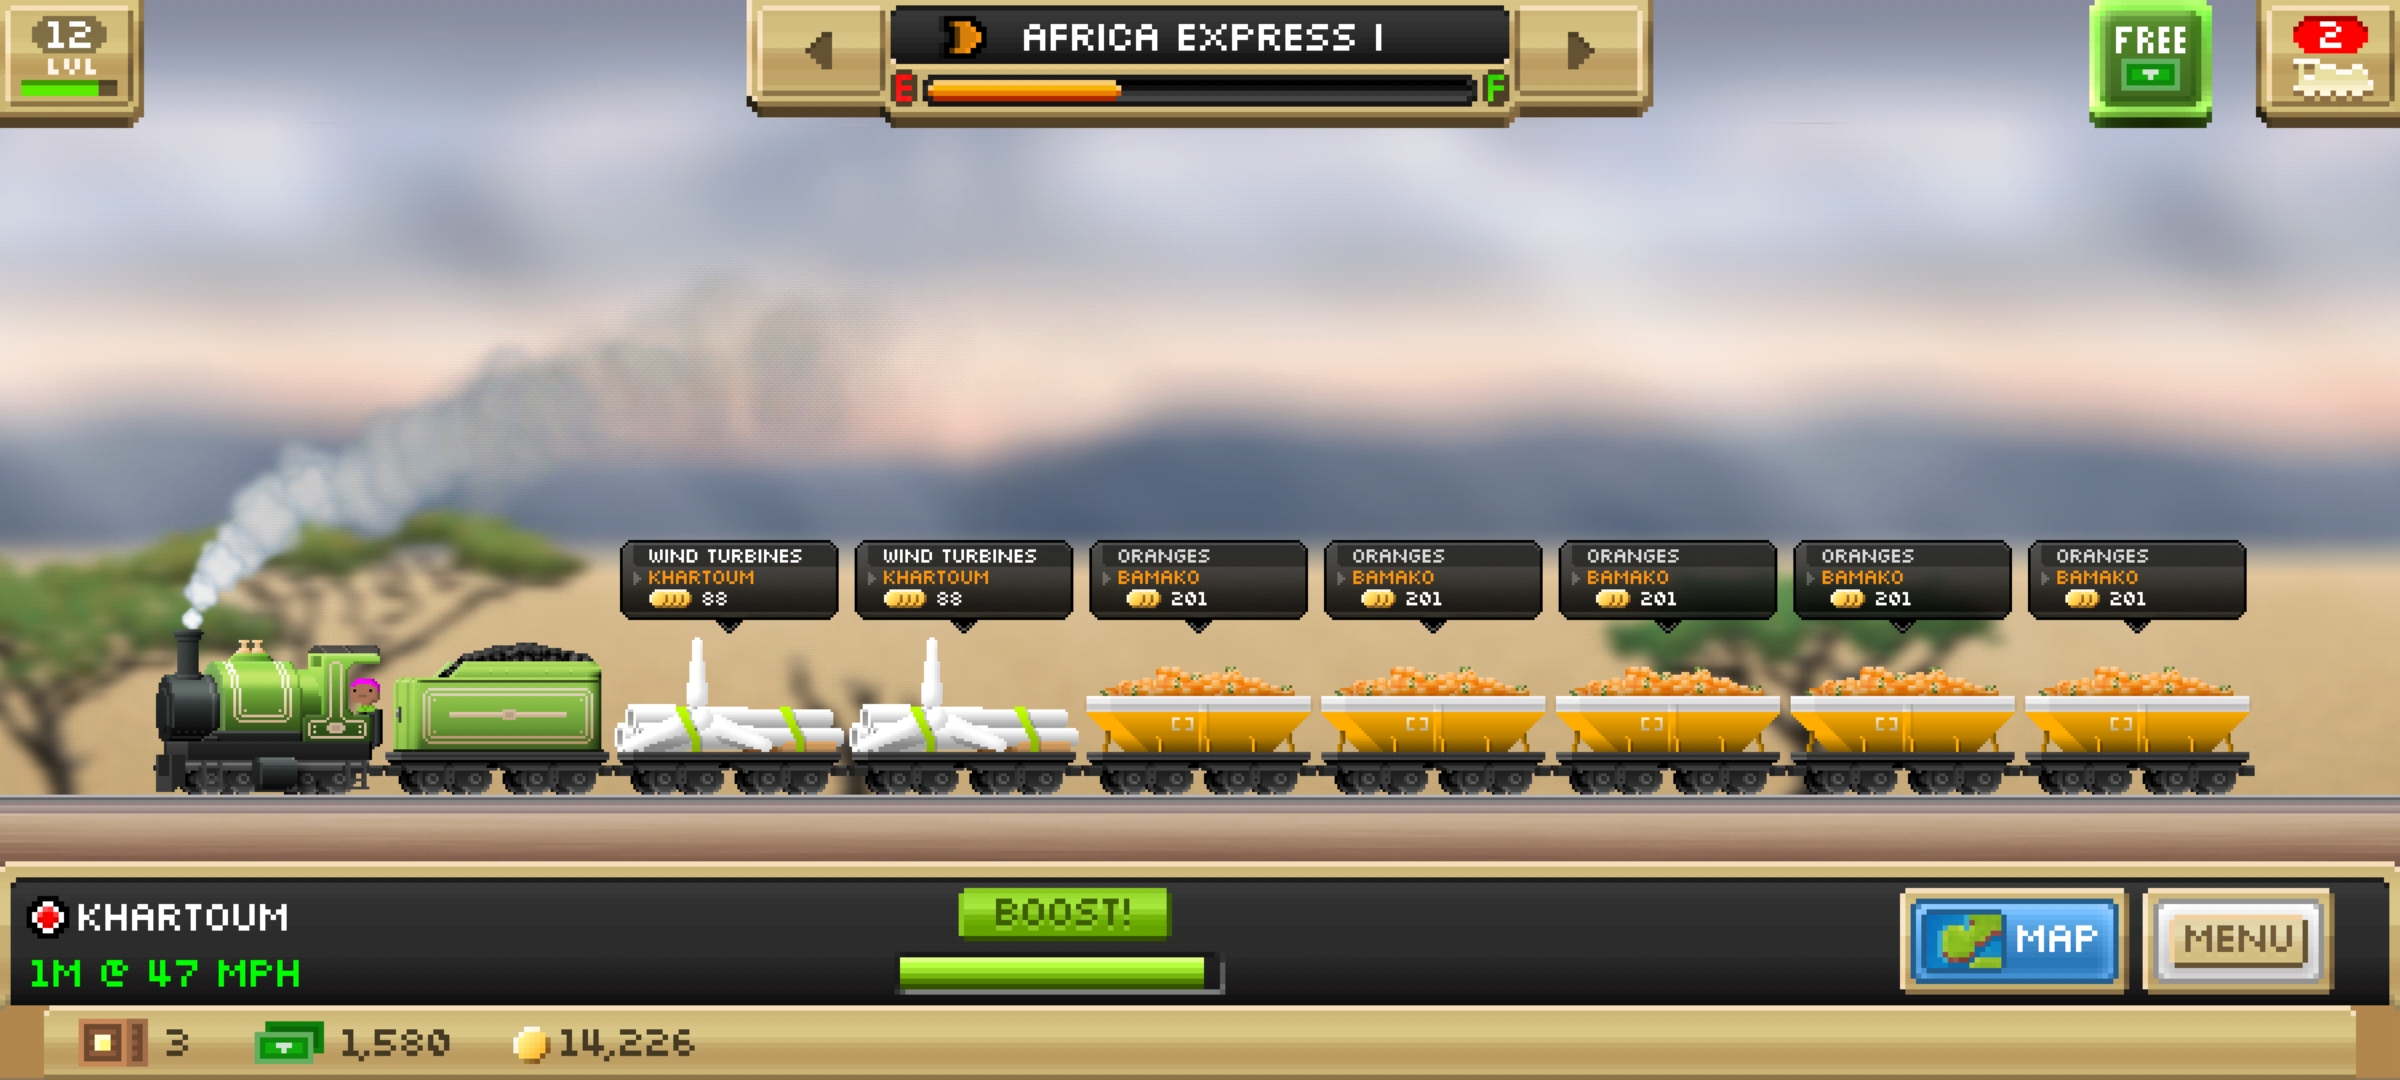 12
LVL
AFRICA EXPRESS I
E F
FREE
2
WIND TURBINES
KHARTOUM
88
WIND TURBINES
KHARTOUM
88
ORANGES
BAMAKO
201
ORANGES
BAMAKO
201
ORANGES
BAMAKO
201
ORANGES
BAMAKO
201
ORANGES
BAMAKO
201
KHARTOUM
1M @ 47 MPH
BOOST!
MAP
MENU
3
1,580
14,226